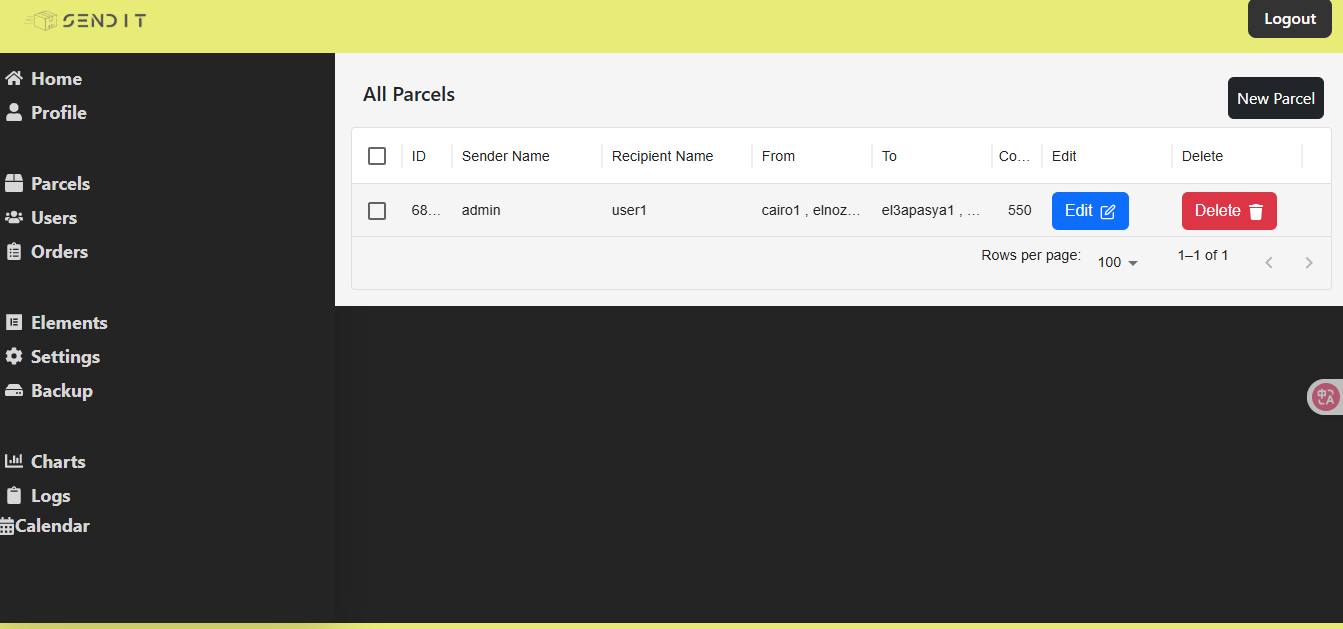 SENDIT
Logout
Home
Profile
Parcels
Users
Orders
Elements
Settings
Backup
Charts
Logs
Calendar
All Parcels
New Parcel
ID Sender Name Recipient Name From To Co... Edit Delete
68... admin user1 cairo1 , elnoz... el3apasya1 , ... 550 Edit Delete
Rows per page: 100 1–1 of 1
中A